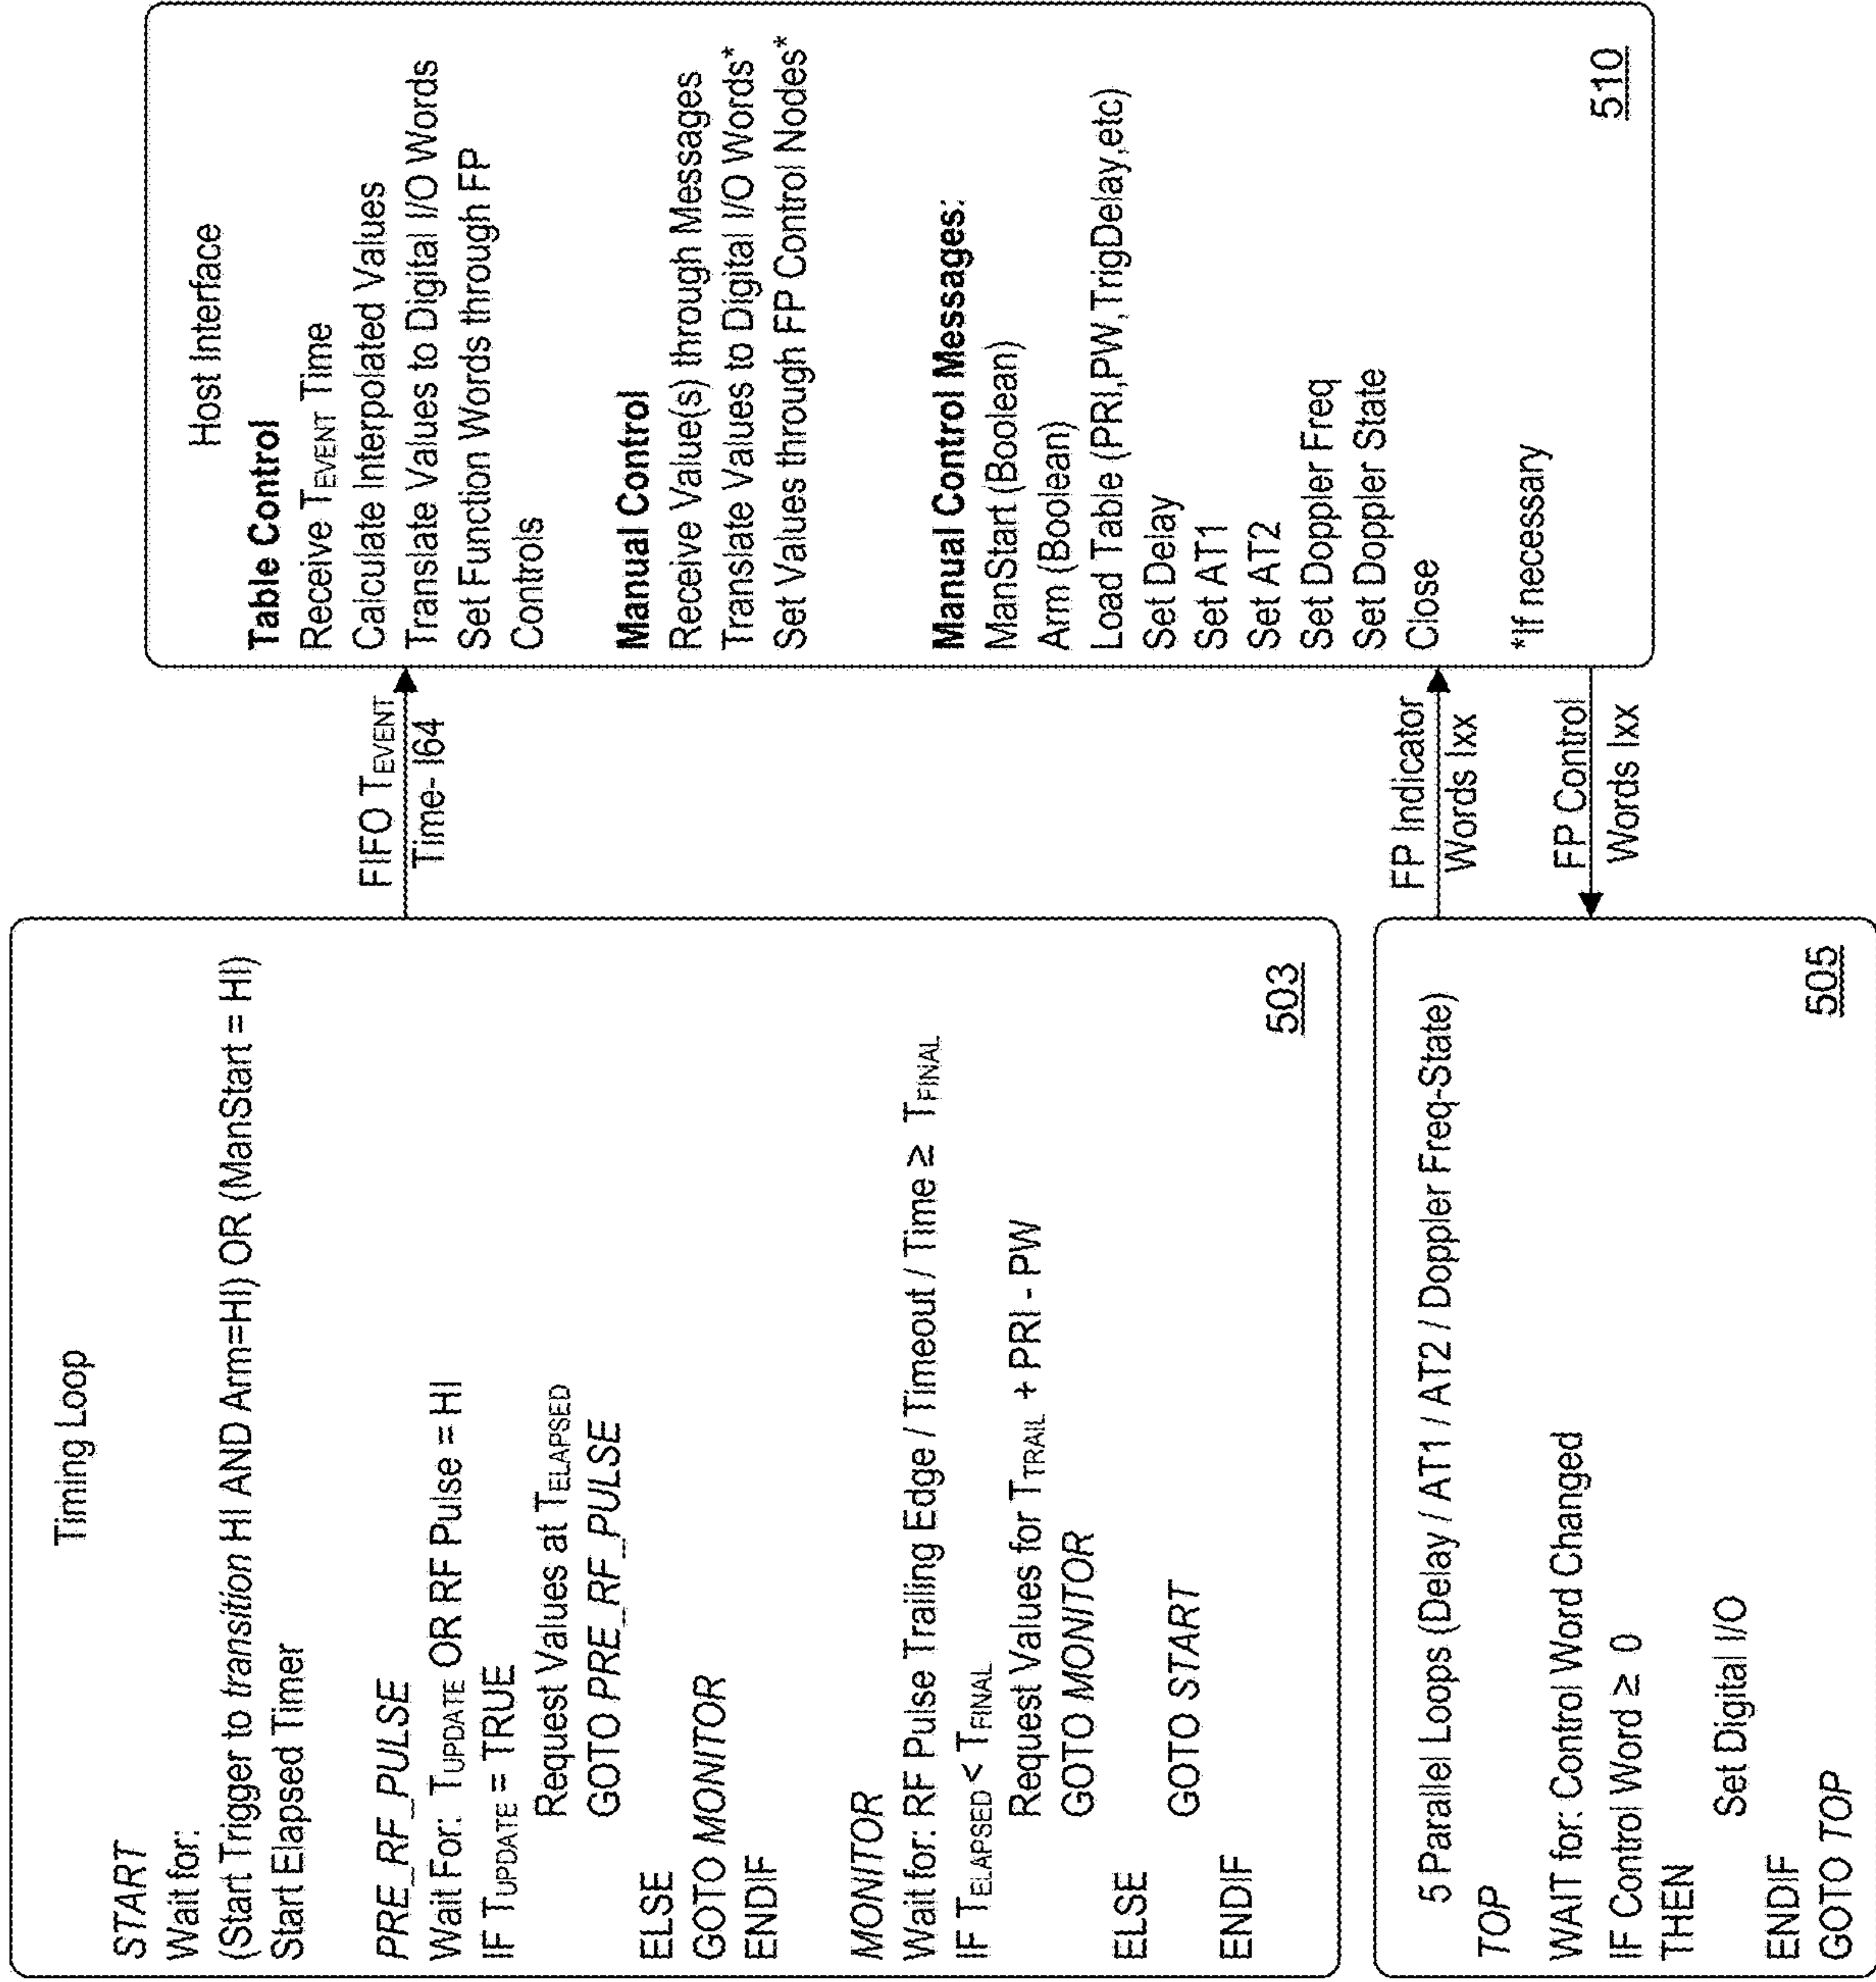 Timing Loop
START
Wait for:
(Start Trigger to transition HI AND Arm=HI) OR (ManStart = HI)
Start Elapsed Timer
PRE_RF_PULSE
Wait For: TUPDATE OR RF Pulse = HI
IF TUPDATE = TRUE
Request Values at TELAPSED
GOTO PRE_RF_PULSE
ELSE
GOTO MONITOR
ENDIF
MONITOR
Wait for: RF Pulse Trailing Edge / Timeout / Time ≥ TFINAL
IF TELAPSED < TFINAL
Request Values for TTRAIL + PRI - PW
GOTO MONITOR
ELSE
GOTO START
ENDIF
503
5 Parallel Loops (Delay / AT1 / AT2 / Doppler Freq-State)
TOP
WAIT for: Control Word Changed
IF Control Word ≥ 0
THEN
Set Digital I/O
ENDIF
GOTO TOP
505
FIFO TEVENT
Time- I64
FP Indicator
Words Ixx
FP Control
Words Ixx
Host Interface
Table Control
Receive TEVENT Time
Calculate Interpolated Values
Translate Values to Digital I/O Words
Set Function Words through FP
Controls
Manual Control
Receive Value(s) through Messages
Translate Values to Digital I/O Words*
Set Values through FP Control Nodes*
Manual Control Messages:
ManStart (Boolean)
Arm (Boolean)
Load Table (PRI,PW,TrigDelay,etc)
Set Delay
Set AT1
Set AT2
Set Doppler Freq
Set Doppler State
Close
*If necessary
510